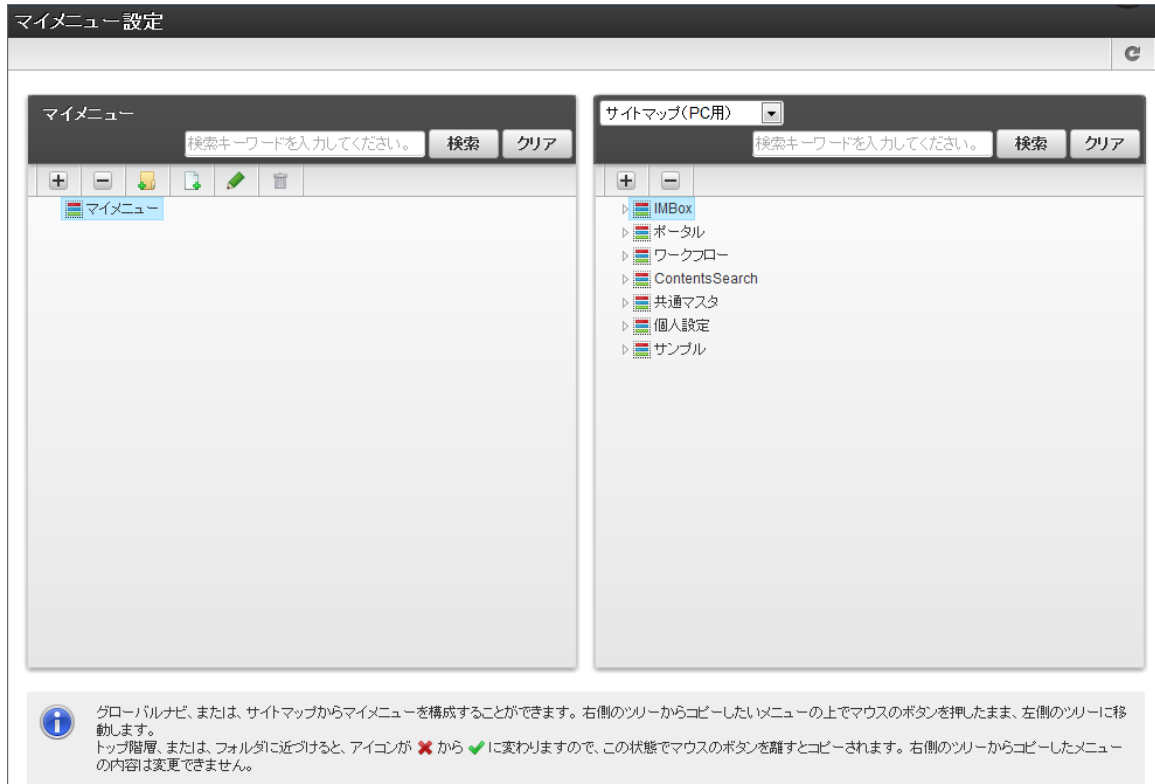 マイメニュー設定
マイメニュー
検索キーワードを入力してください。 検索 クリア
マイメニュー
サイトマップ(PC用)
検索キーワードを入力してください。 検索 クリア
IMBox
ポータル
ワークフロー
ContentsSearch
共通マスタ
個人設定
サンプル
グローバルナビ、または、サイトマップからマイメニューを構成することができます。右側のツリーからコピーしたいメニューの上でマウスのボタンを押したまま、左側のツリーに移
動します。
トップ階層、または、フォルダに近づけると、アイコンが ✖ から ✔ に変わりますので、この状態でマウスのボタンを離すとコピーされます。右側のツリーからコピーしたメニュー
の内容は変更できません。